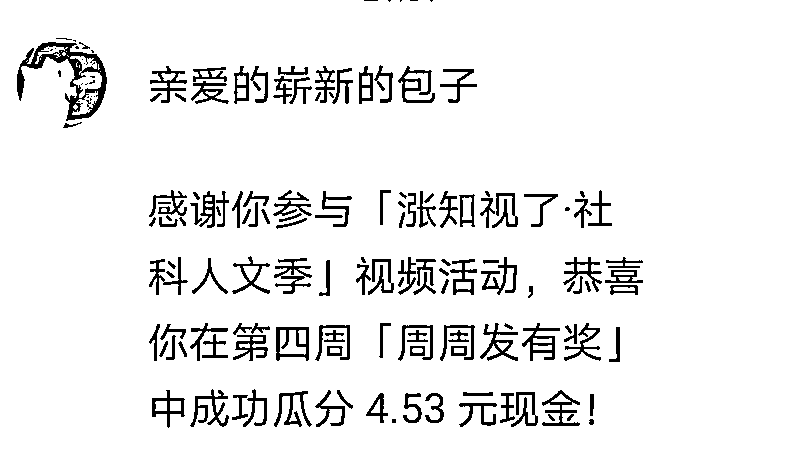 亲爱的崭新的包子
感谢你参与「涨知视了·社
科人文季」视频活动，恭喜
你在第四周「周周发有奖」
中成功瓜分 4.53 元现金！